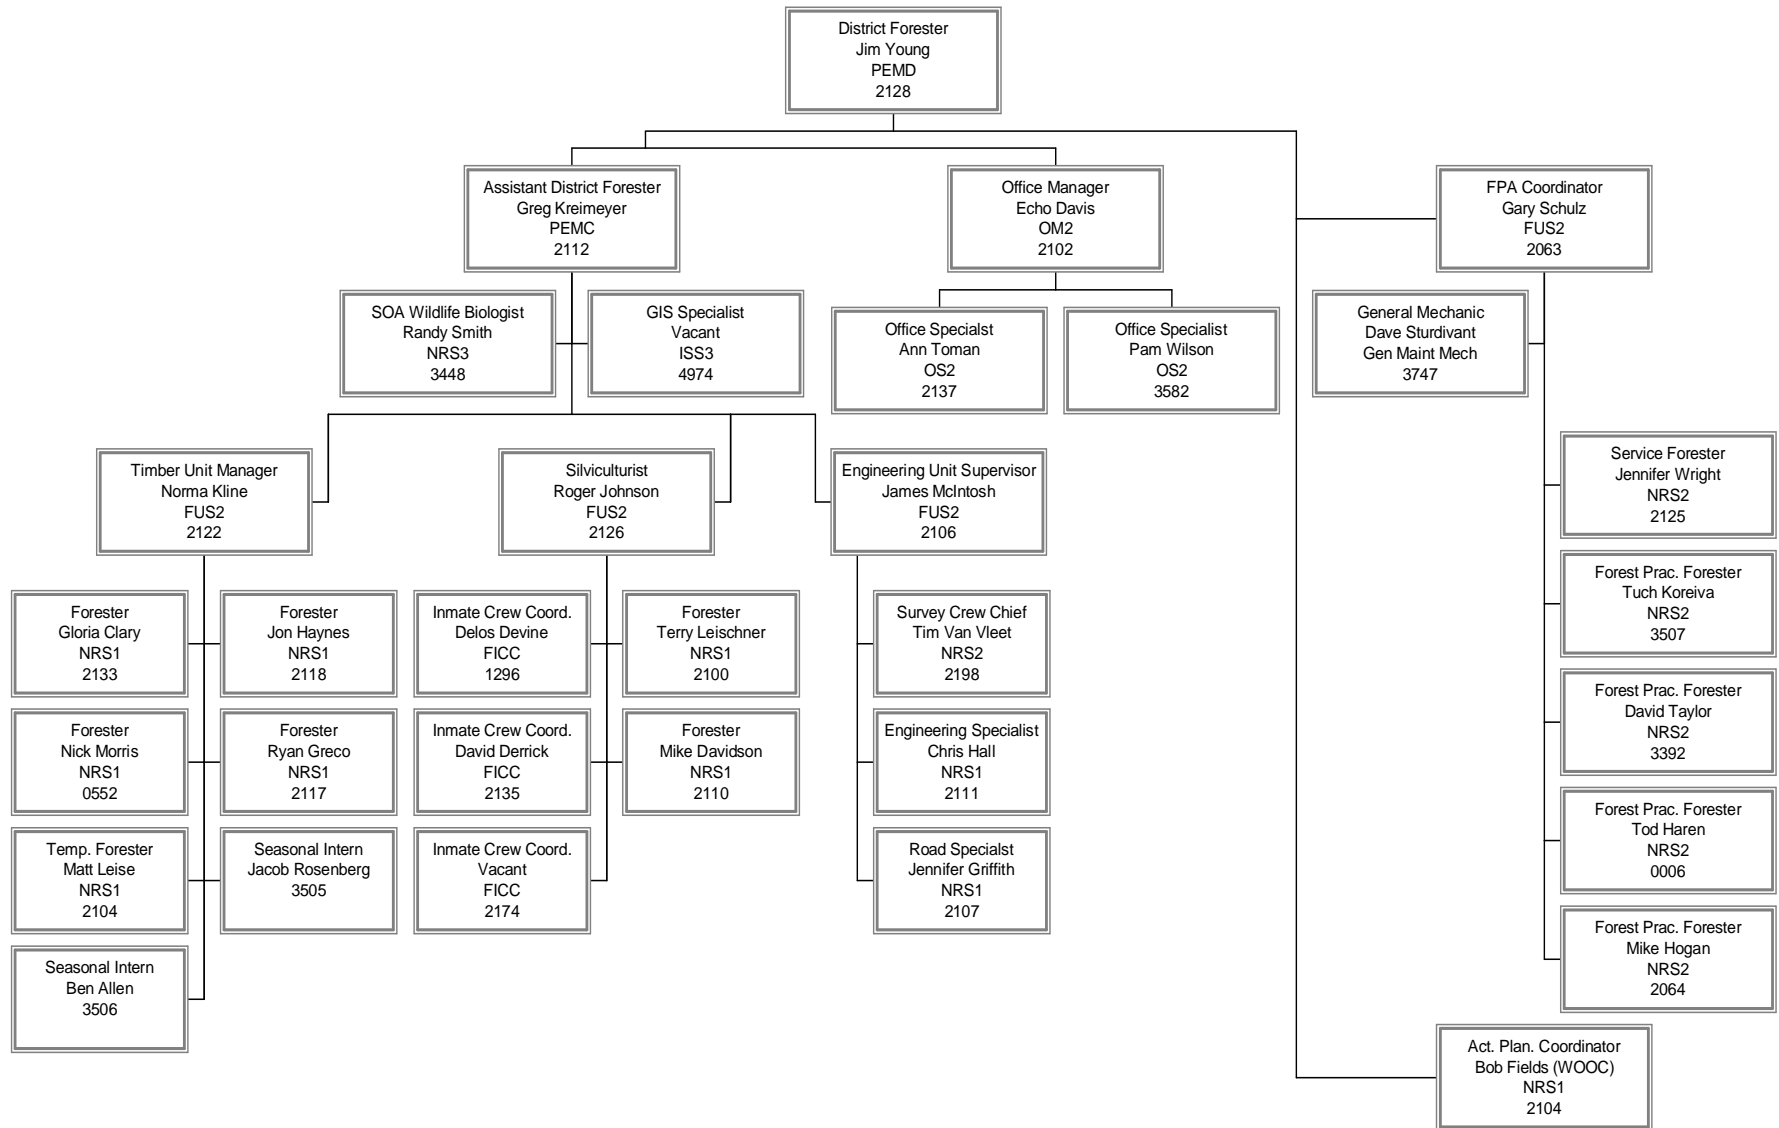 District Forester
Jim Young
PEMD
2128
Assistant District Forester
Greg Kreimeyer
PEMC
2112
Office Manager
Echo Davis
OM2
2102
FPA Coordinator
Gary Schulz
FUS2
2063
SOA Wildlife Biologist
Randy Smith
NRS3
3448
GIS Specialist
Vacant
ISS3
4974
Office Specialst
Ann Toman
OS2
2137
Office Specialist
Pam Wilson
OS2
3582
General Mechanic
Dave Sturdivant
Gen Maint Mech
3747
Timber Unit Manager
Norma Kline
FUS2
2122
Silviculturist
Roger Johnson
FUS2
2126
Engineering Unit Supervisor
James McIntosh
FUS2
2106
Service Forester
Jennifer Wright
NRS2
2125
Forest Prac. Forester
Tuch Koreiva
NRS2
3507
Forest Prac. Forester
David Taylor
NRS2
3392
Forest Prac. Forester
Tod Haren
NRS2
0006
Forest Prac. Forester
Mike Hogan
NRS2
2064
Forester
Gloria Clary
NRS1
2133
Forester
Jon Haynes
NRS1
2118
Forester
Nick Morris
NRS1
0552
Forester
Ryan Greco
NRS1
2117
Temp. Forester
Matt Leise
NRS1
2104
Seasonal Intern
Jacob Rosenberg
3505
Seasonal Intern
Ben Allen
3506
Inmate Crew Coord.
Delos Devine
FICC
1296
Forester
Terry Leischner
NRS1
2100
Inmate Crew Coord.
David Derrick
FICC
2135
Forester
Mike Davidson
NRS1
2110
Inmate Crew Coord.
Vacant
FICC
2174
Survey Crew Chief
Tim Van Vleet
NRS2
2198
Engineering Specialist
Chris Hall
NRS1
2111
Road Specialst
Jennifer Griffith
NRS1
2107
Act. Plan. Coordinator
Bob Fields (WOOC)
NRS1
2104